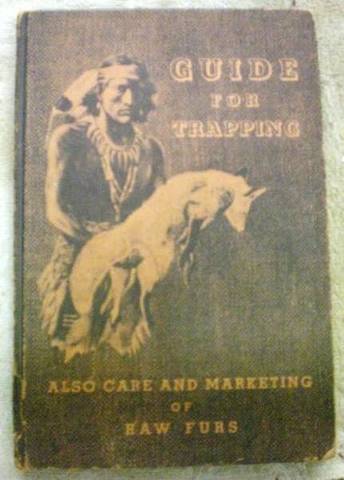 GUIDE
FOR
TRAPPING
ALSO CARE AND MARKETING
OF
RAW FURS